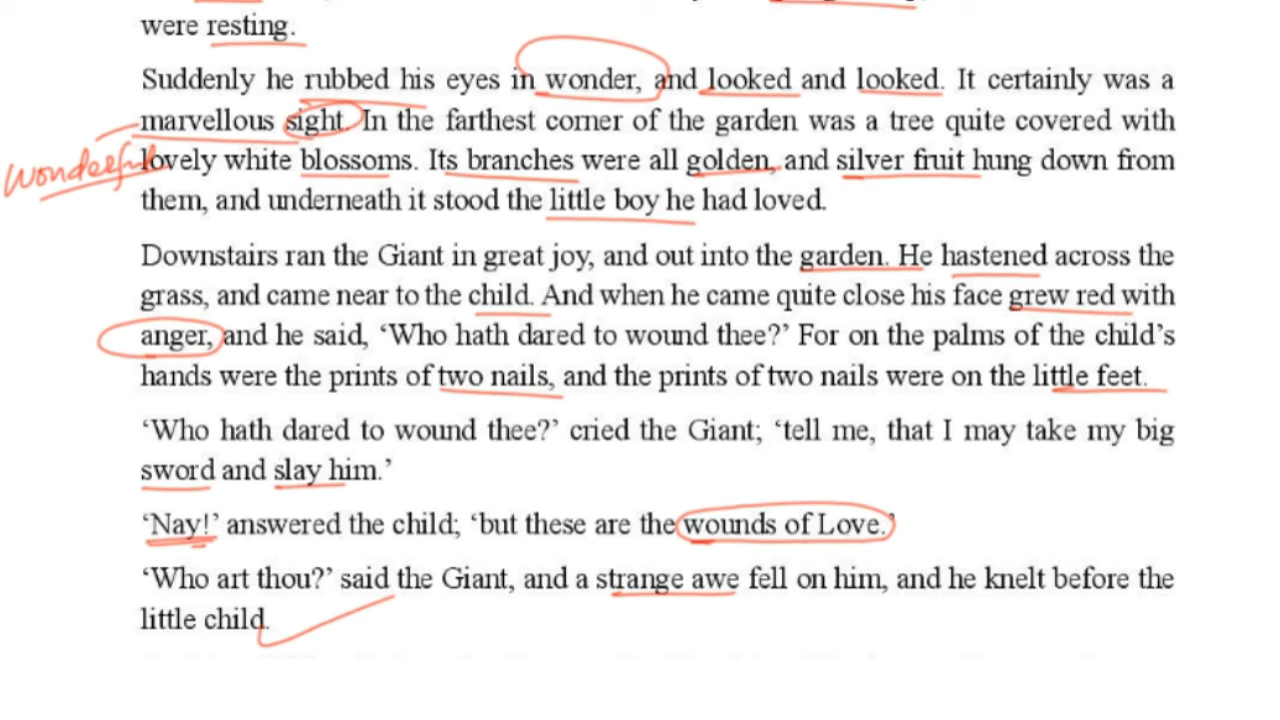 were resting.
Suddenly he rubbed his eyes in wonder, and looked and looked. It certainly was a
marvellous sight. In the farthest corner of the garden was a tree quite covered with
wonderful
lovely white blossoms. Its branches were all golden, and silver fruit hung down from
them, and underneath it stood the little boy he had loved.
Downstairs ran the Giant in great joy, and out into the garden. He hastened across the
grass, and came near to the child. And when he came quite close his face grew red with
anger, and he said, ‘Who hath dared to wound thee?’ For on the palms of the child’s
hands were the prints of two nails, and the prints of two nails were on the little feet.
‘Who hath dared to wound thee?’ cried the Giant; ‘tell me, that I may take my big
sword and slay him.’
‘Nay!’ answered the child; ‘but these are the wounds of Love.’
‘Who art thou?’ said the Giant, and a strange awe fell on him, and he knelt before the
little child.